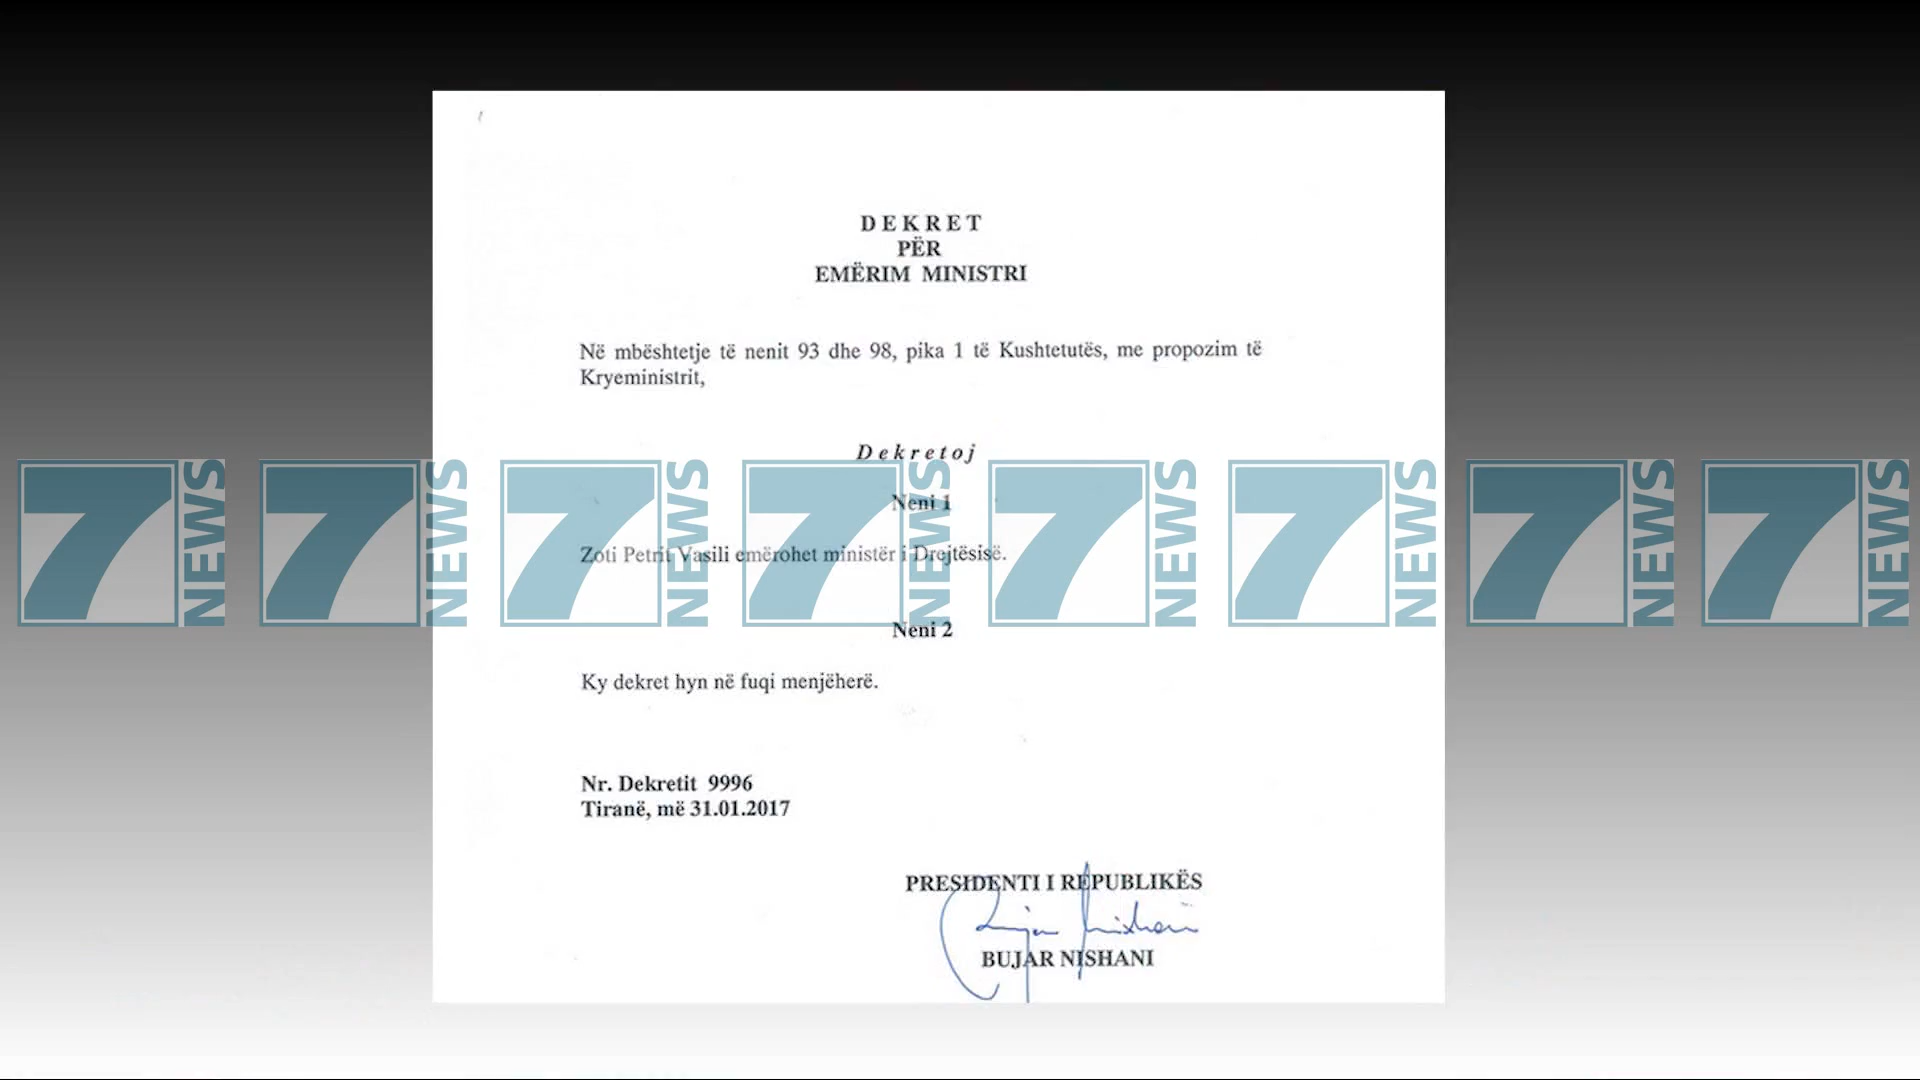 DEKRET
PËR
EMËRIM MINISTRI
Në mbështetje të nenit 93 dhe 98, pika 1 të Kushtetutës, me propozim të
Kryeministrit,
Dekretoj
Neni 1
Zoti Petrit Vasili emërohet ministër i Drejtësisë.
7 NEWS 7 NEWS 7 NEWS 7 NEWS 7 NEWS 7 NEWS 7 NEWS 7 NEWS
Neni 2
Ky dekret hyn në fuqi menjëherë.
Nr. Dekretit 9996
Tiranë, më 31.01.2017
PRESIDENTI I REPUBLIKËS
Bujar Nishani
BUJAR NISHANI